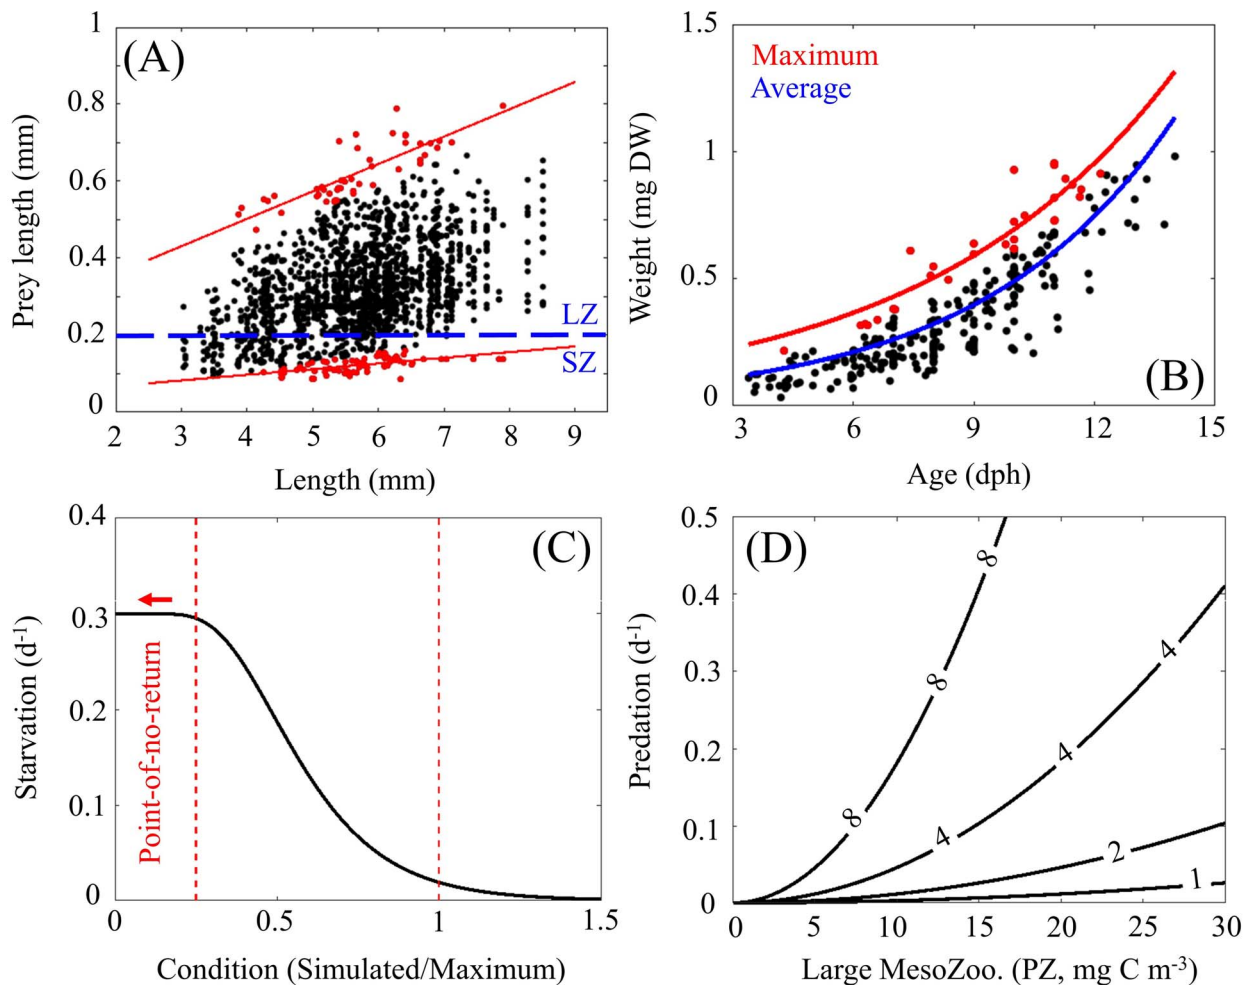 (A)
1
0.8
0.6
0.4
0.2
0
Prey length (mm)
LZ
SZ
2 3 4 5 6 7 8 9
Length (mm)
(B)
Maximum
Average
1.5
1
0.5
0
Weight (mg DW)
3 6 9 12 15
Age (dph)
(C)
0.4
0.3
0.2
0.1
0
Starvation (d-1)
Point-of-no-return
0 0.5 1 1.5
Condition (Simulated/Maximum)
(D)
0.5
0.4
0.3
0.2
0.1
0
Predation (d-1)
8
8
8
4
4
4
2
1
0 5 10 15 20 25 30
Large MesoZoo. (PZ, mg C m-3)